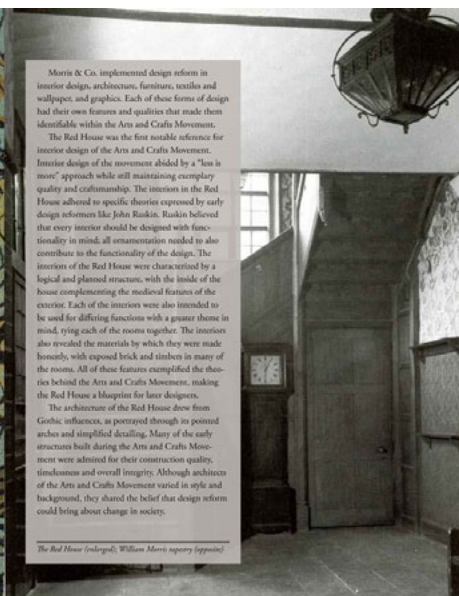 Morris & Co. implemented design reform in
interior design, architecture, furniture, textiles and
wallpaper, and graphics. Each of these forms of design
had their own features and qualities that made them
identifiable within the Arts and Crafts Movement.
The Red House was the first notable reference for
interior design of the Arts and Crafts Movement.
Interior design of the movement abided by a "less is
more" approach while still maintaining exemplary
quality and craftsmanship. The interiors in the Red
House adhered to specific theories expressed by early
design reformers like John Ruskin. Ruskin believed
that every interior should be designed with func-
tionality in mind; all ornamentation needed to also
contribute to the functionality of the design. The
interiors of the Red House were characterized by a
logical and planned structure, with the inside of the
house complementing the medieval features of the
exterior. Each of the interiors were also intended to
be used for differing functions with a greater theme in
mind, tying each of the rooms together. The interiors
also revealed the materials by which they were made
honestly, with exposed brick and timbers in many of
the rooms. All of these features exemplified the theo-
ries behind the Arts and Crafts Movement, making
the Red House a blueprint for later designers.
The architecture of the Red House drew from
Gothic influences, as portrayed through its pointed
arches and simplified detailing. Many of the early
structures built during the Arts and Crafts Move-
ment were admired for their construction quality,
timelessness and overall integrity. Although architects
of the Arts and Crafts Movement varied in style and
background, they shared the belief that design reform
could bring about change in society.
The Red House (enlarged); William Morris tapestry (opposite)